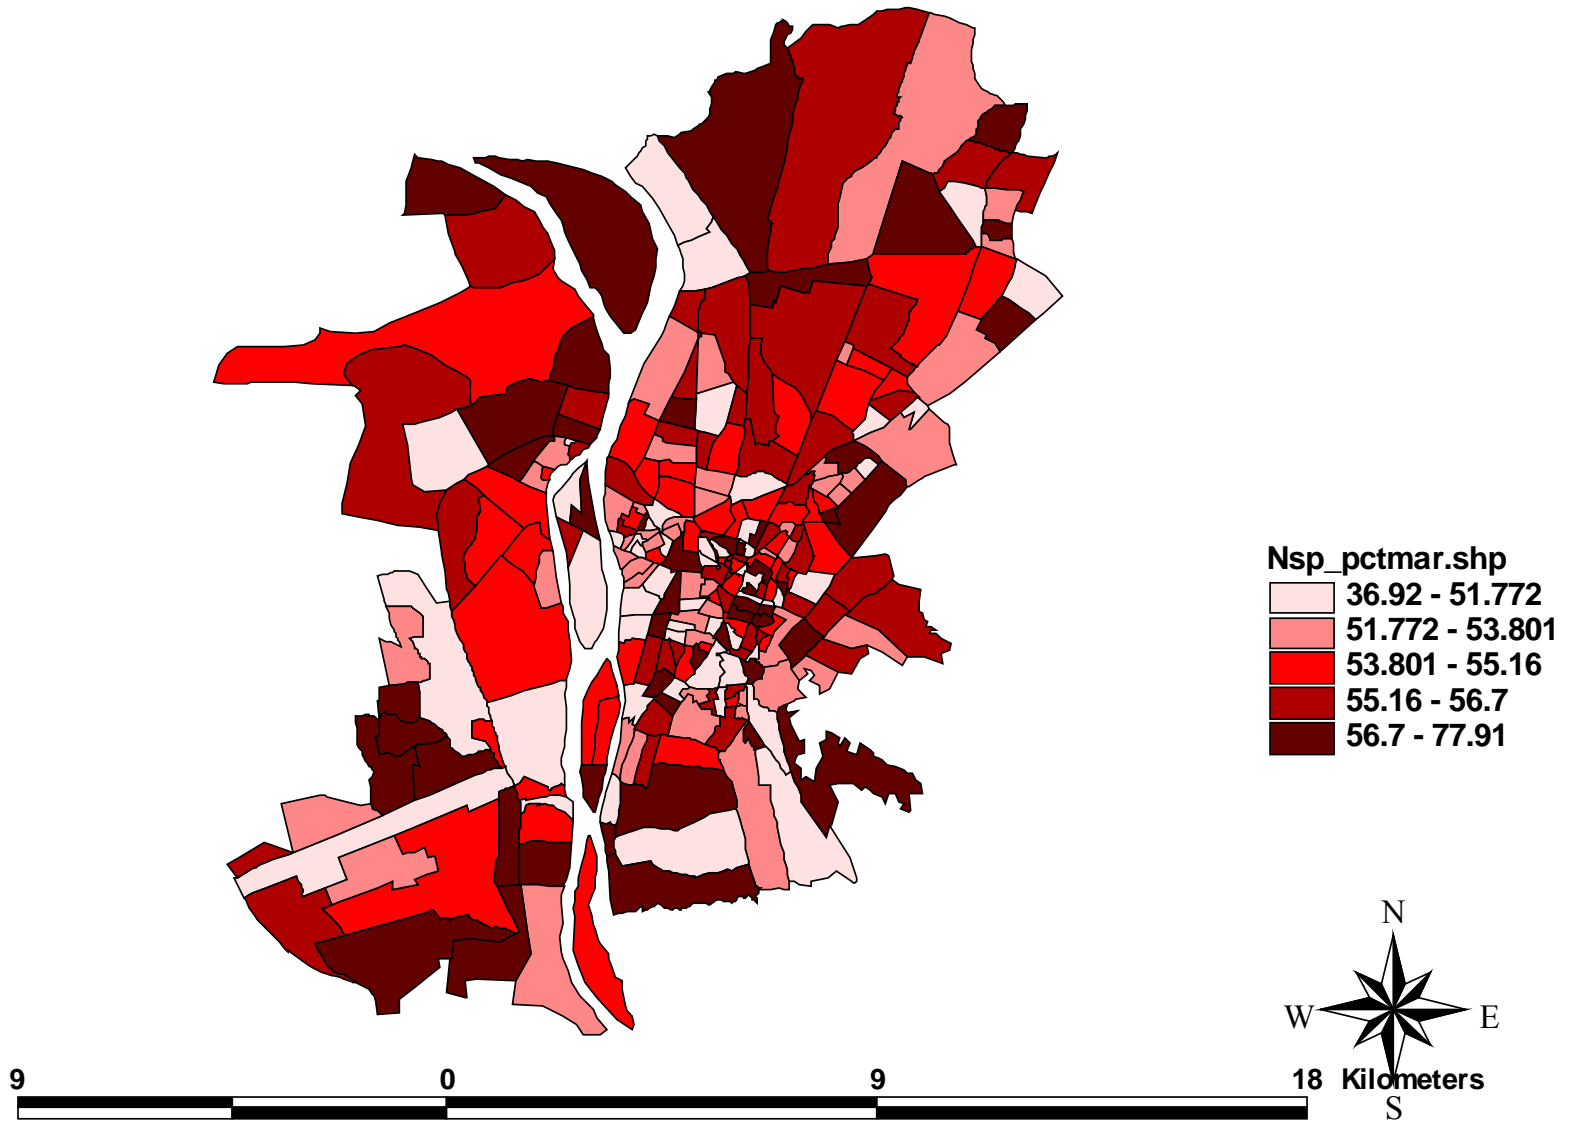 Nsp_pctmar.shp
36.92 - 51.772
51.772 - 53.801
53.801 - 55.16
55.16 - 56.7
56.7 - 77.91
N
W E
S
9 0 9 18 Kilometers